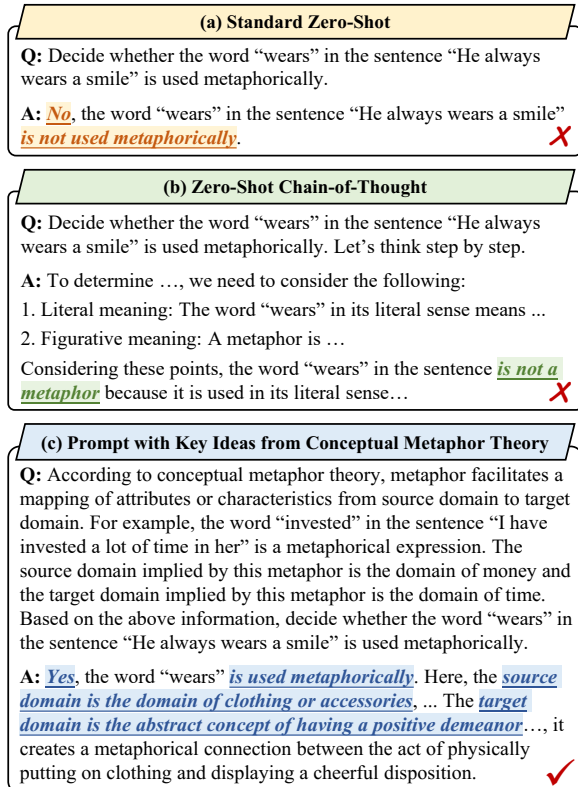 (a) Standard Zero-Shot
Q: Decide whether the word “wears” in the sentence “He always
wears a smile” is used metaphorically.
A: No, the word “wears” in the sentence “He always wears a smile”
is not used metaphorically.
(b) Zero-Shot Chain-of-Thought
Q: Decide whether the word “wears” in the sentence “He always
wears a smile” is used metaphorically. Let’s think step by step.
A: To determine …, we need to consider the following:
1. Literal meaning: The word “wears” in its literal sense means ...
2. Figurative meaning: A metaphor is …
Considering these points, the word “wears” in the sentence is not a
metaphor because it is used in its literal sense…
(c) Prompt with Key Ideas from Conceptual Metaphor Theory
Q: According to conceptual metaphor theory, metaphor facilitates a
mapping of attributes or characteristics from source domain to target
domain. For example, the word “invested” in the sentence “I have
invested a lot of time in her” is a metaphorical expression. The
source domain implied by this metaphor is the domain of money and
the target domain implied by this metaphor is the domain of time.
Based on the above information, decide whether the word “wears” in
the sentence “He always wears a smile” is used metaphorically.
A: Yes, the word “wears” is used metaphorically. Here, the source
domain is the domain of clothing or accessories, ... The target
domain is the abstract concept of having a positive demeanor…, it
creates a metaphorical connection between the act of physically
putting on clothing and displaying a cheerful disposition.